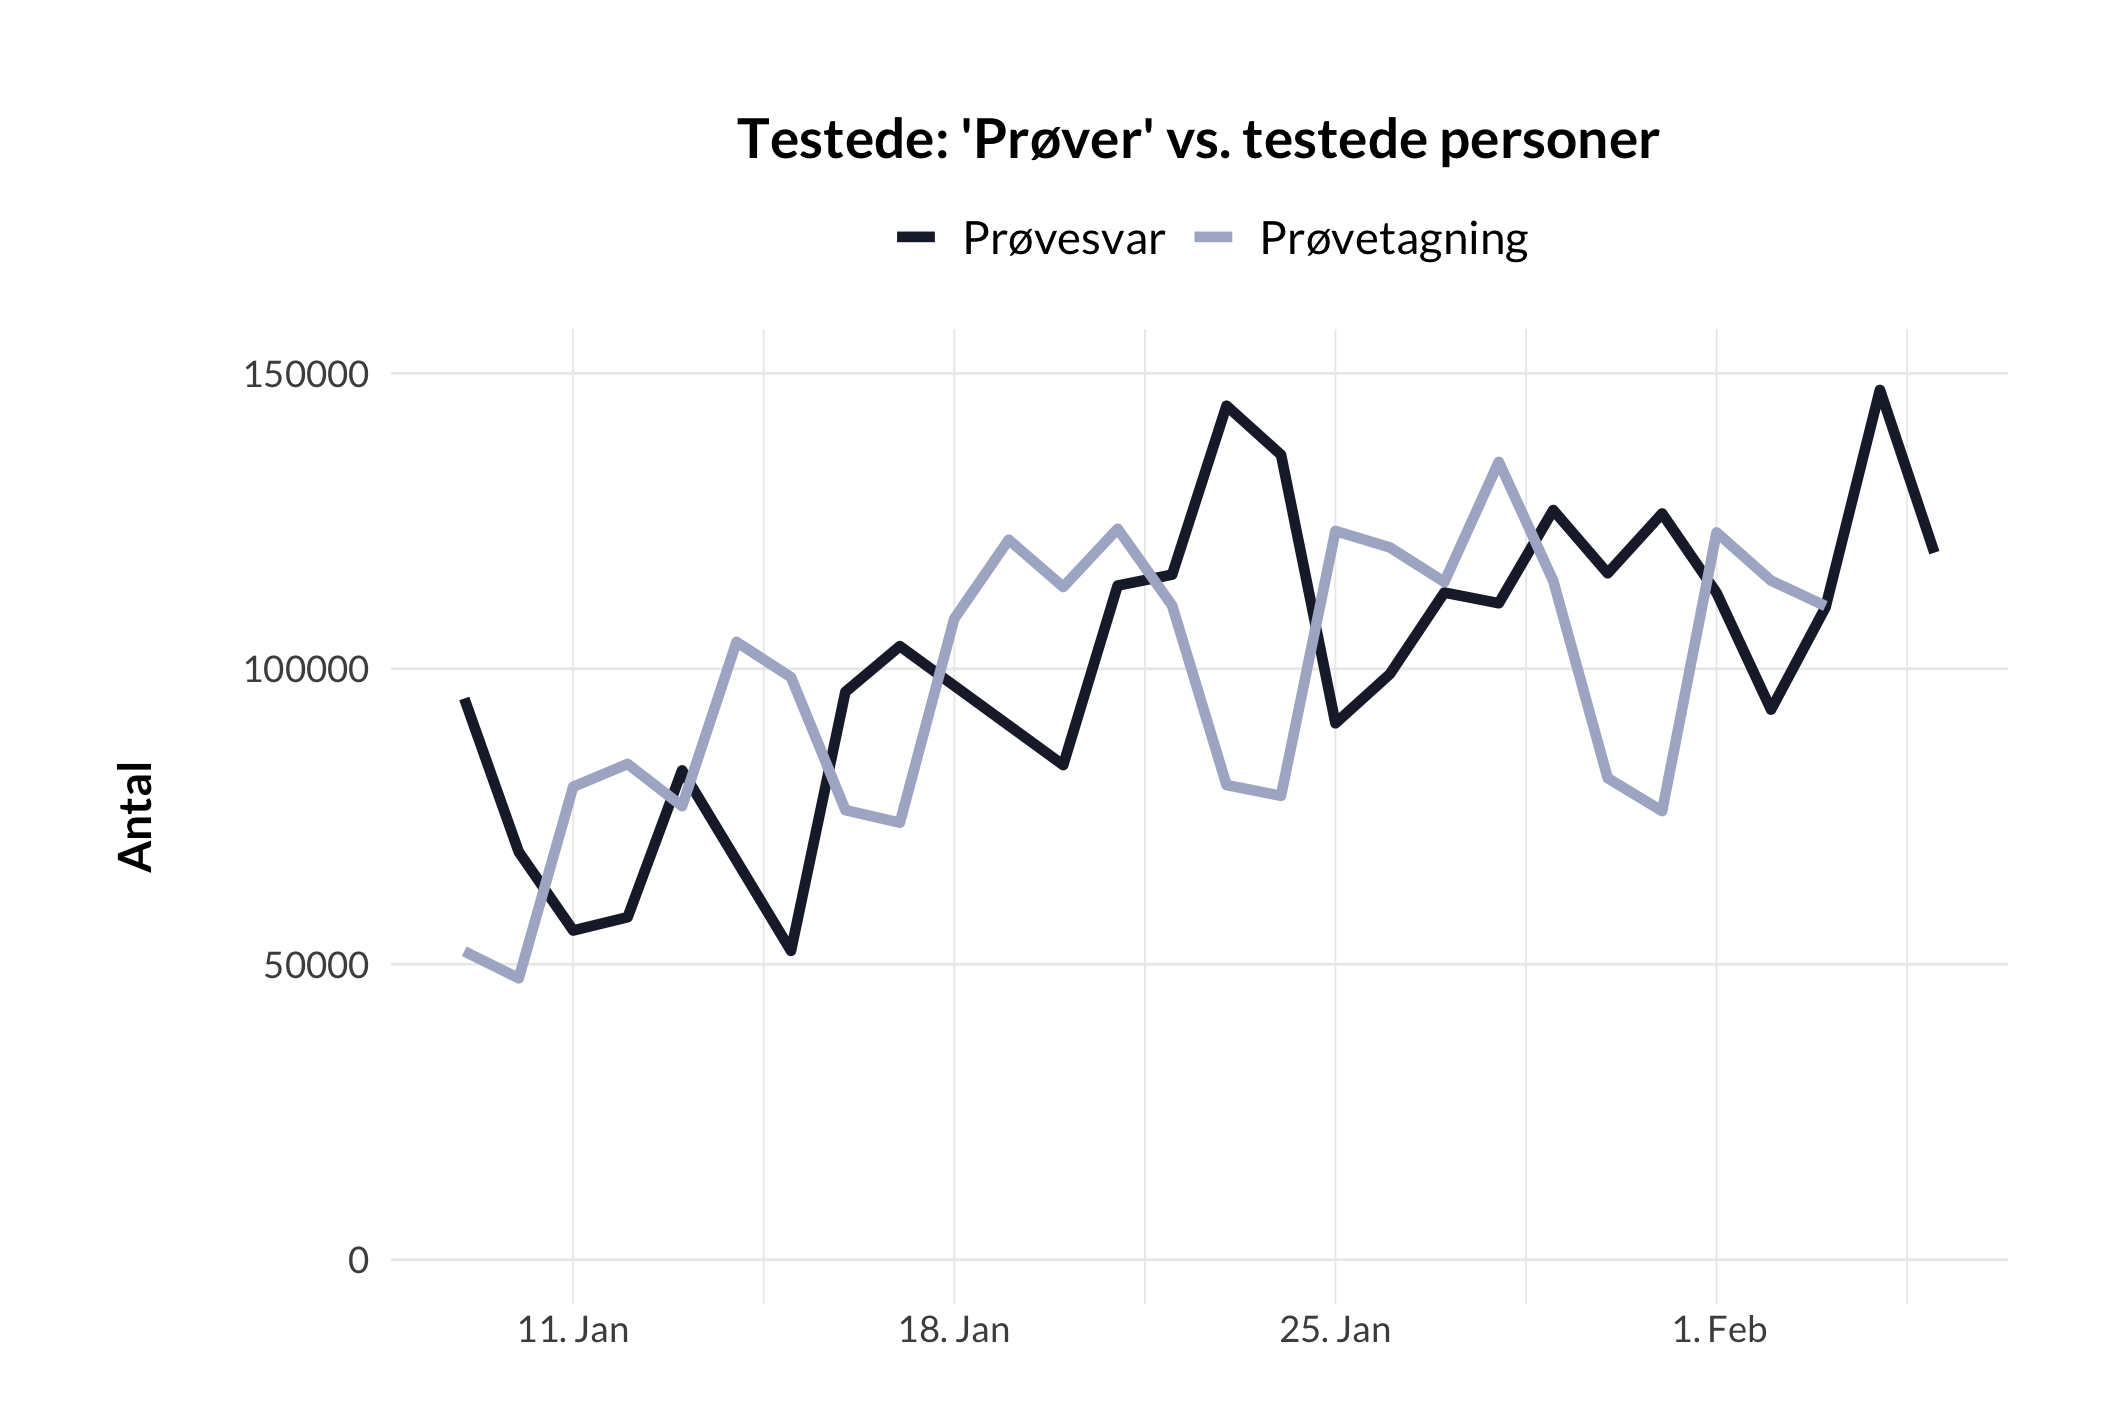 Testede: 'Prøver' vs. testede personer
Prøvesvar Prøvetagning
150000
100000
50000
0
Antal
11. Jan 18. Jan 25. Jan 1. Feb